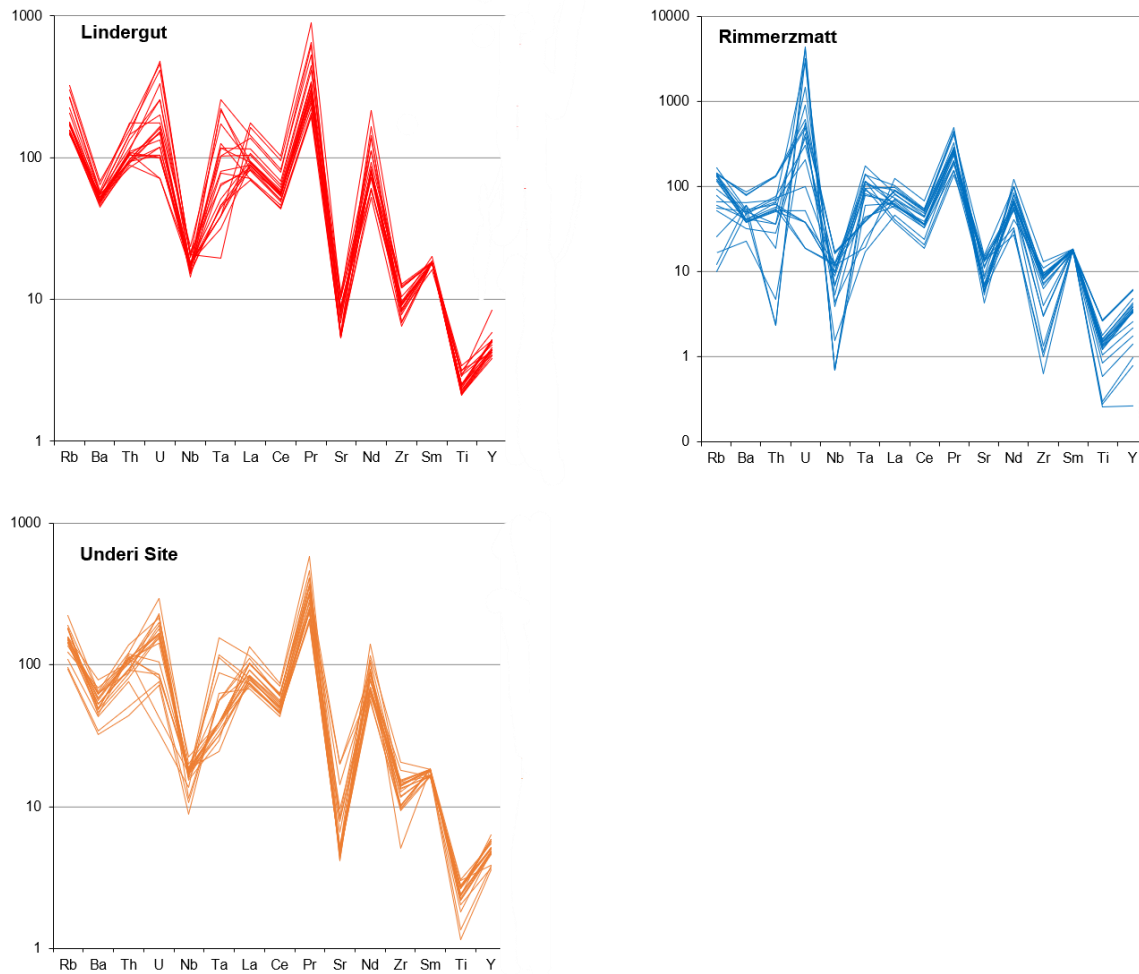 Lindergut
1000
100
10
1
Rb Ba Th U Nb Ta La Ce Pr Sr Nd Zr Sm Ti Y
Rimmerzmatt
10000
1000
100
10
1
0
Rb Ba Th U Nb Ta La Ce Pr Sr Nd Zr Sm Ti Y
Underi Site
1000
100
10
1
Rb Ba Th U Nb Ta La Ce Pr Sr Nd Zr Sm Ti Y